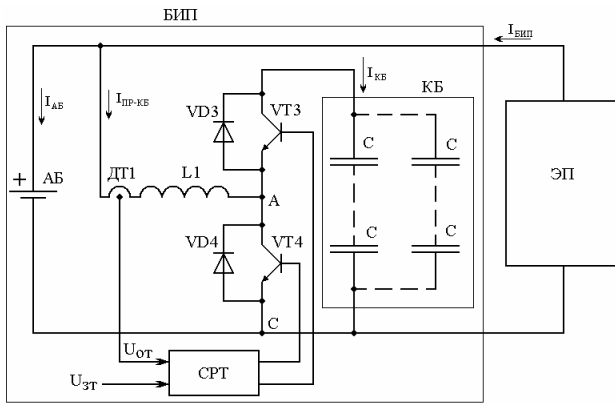 БИП
IБИП
IАБ
IПР-КБ
IКБ
КБ
VD3
VT3
C
C
ДТ1
L1
ЭП
+
АБ
A
VD4
VT4
C
C
C
UОТ
СРТ
UЗТ